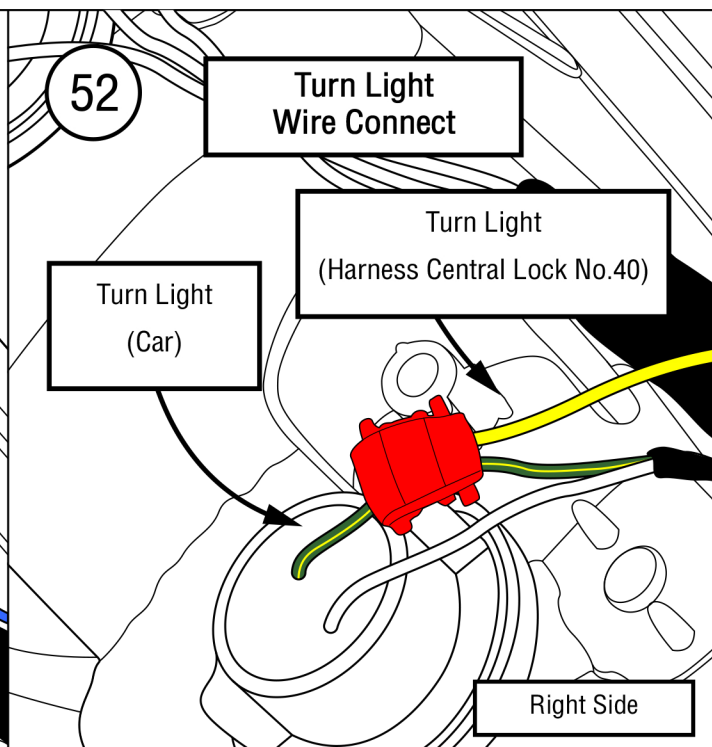 52
Turn Light
Wire Connect
Turn Light
(Harness Central Lock No.40)
Turn Light
(Car)
Right Side